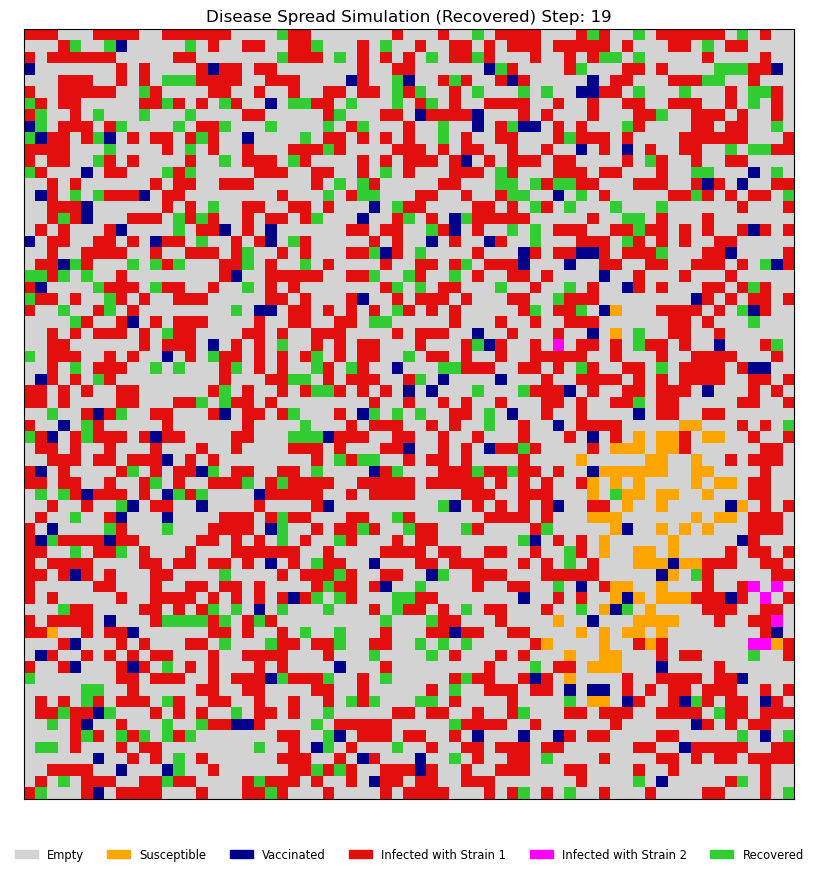 Disease Spread Simulation (Recovered) Step: 19
Empty Susceptible Vaccinated Infected with Strain 1 Infected with Strain 2 Recovered